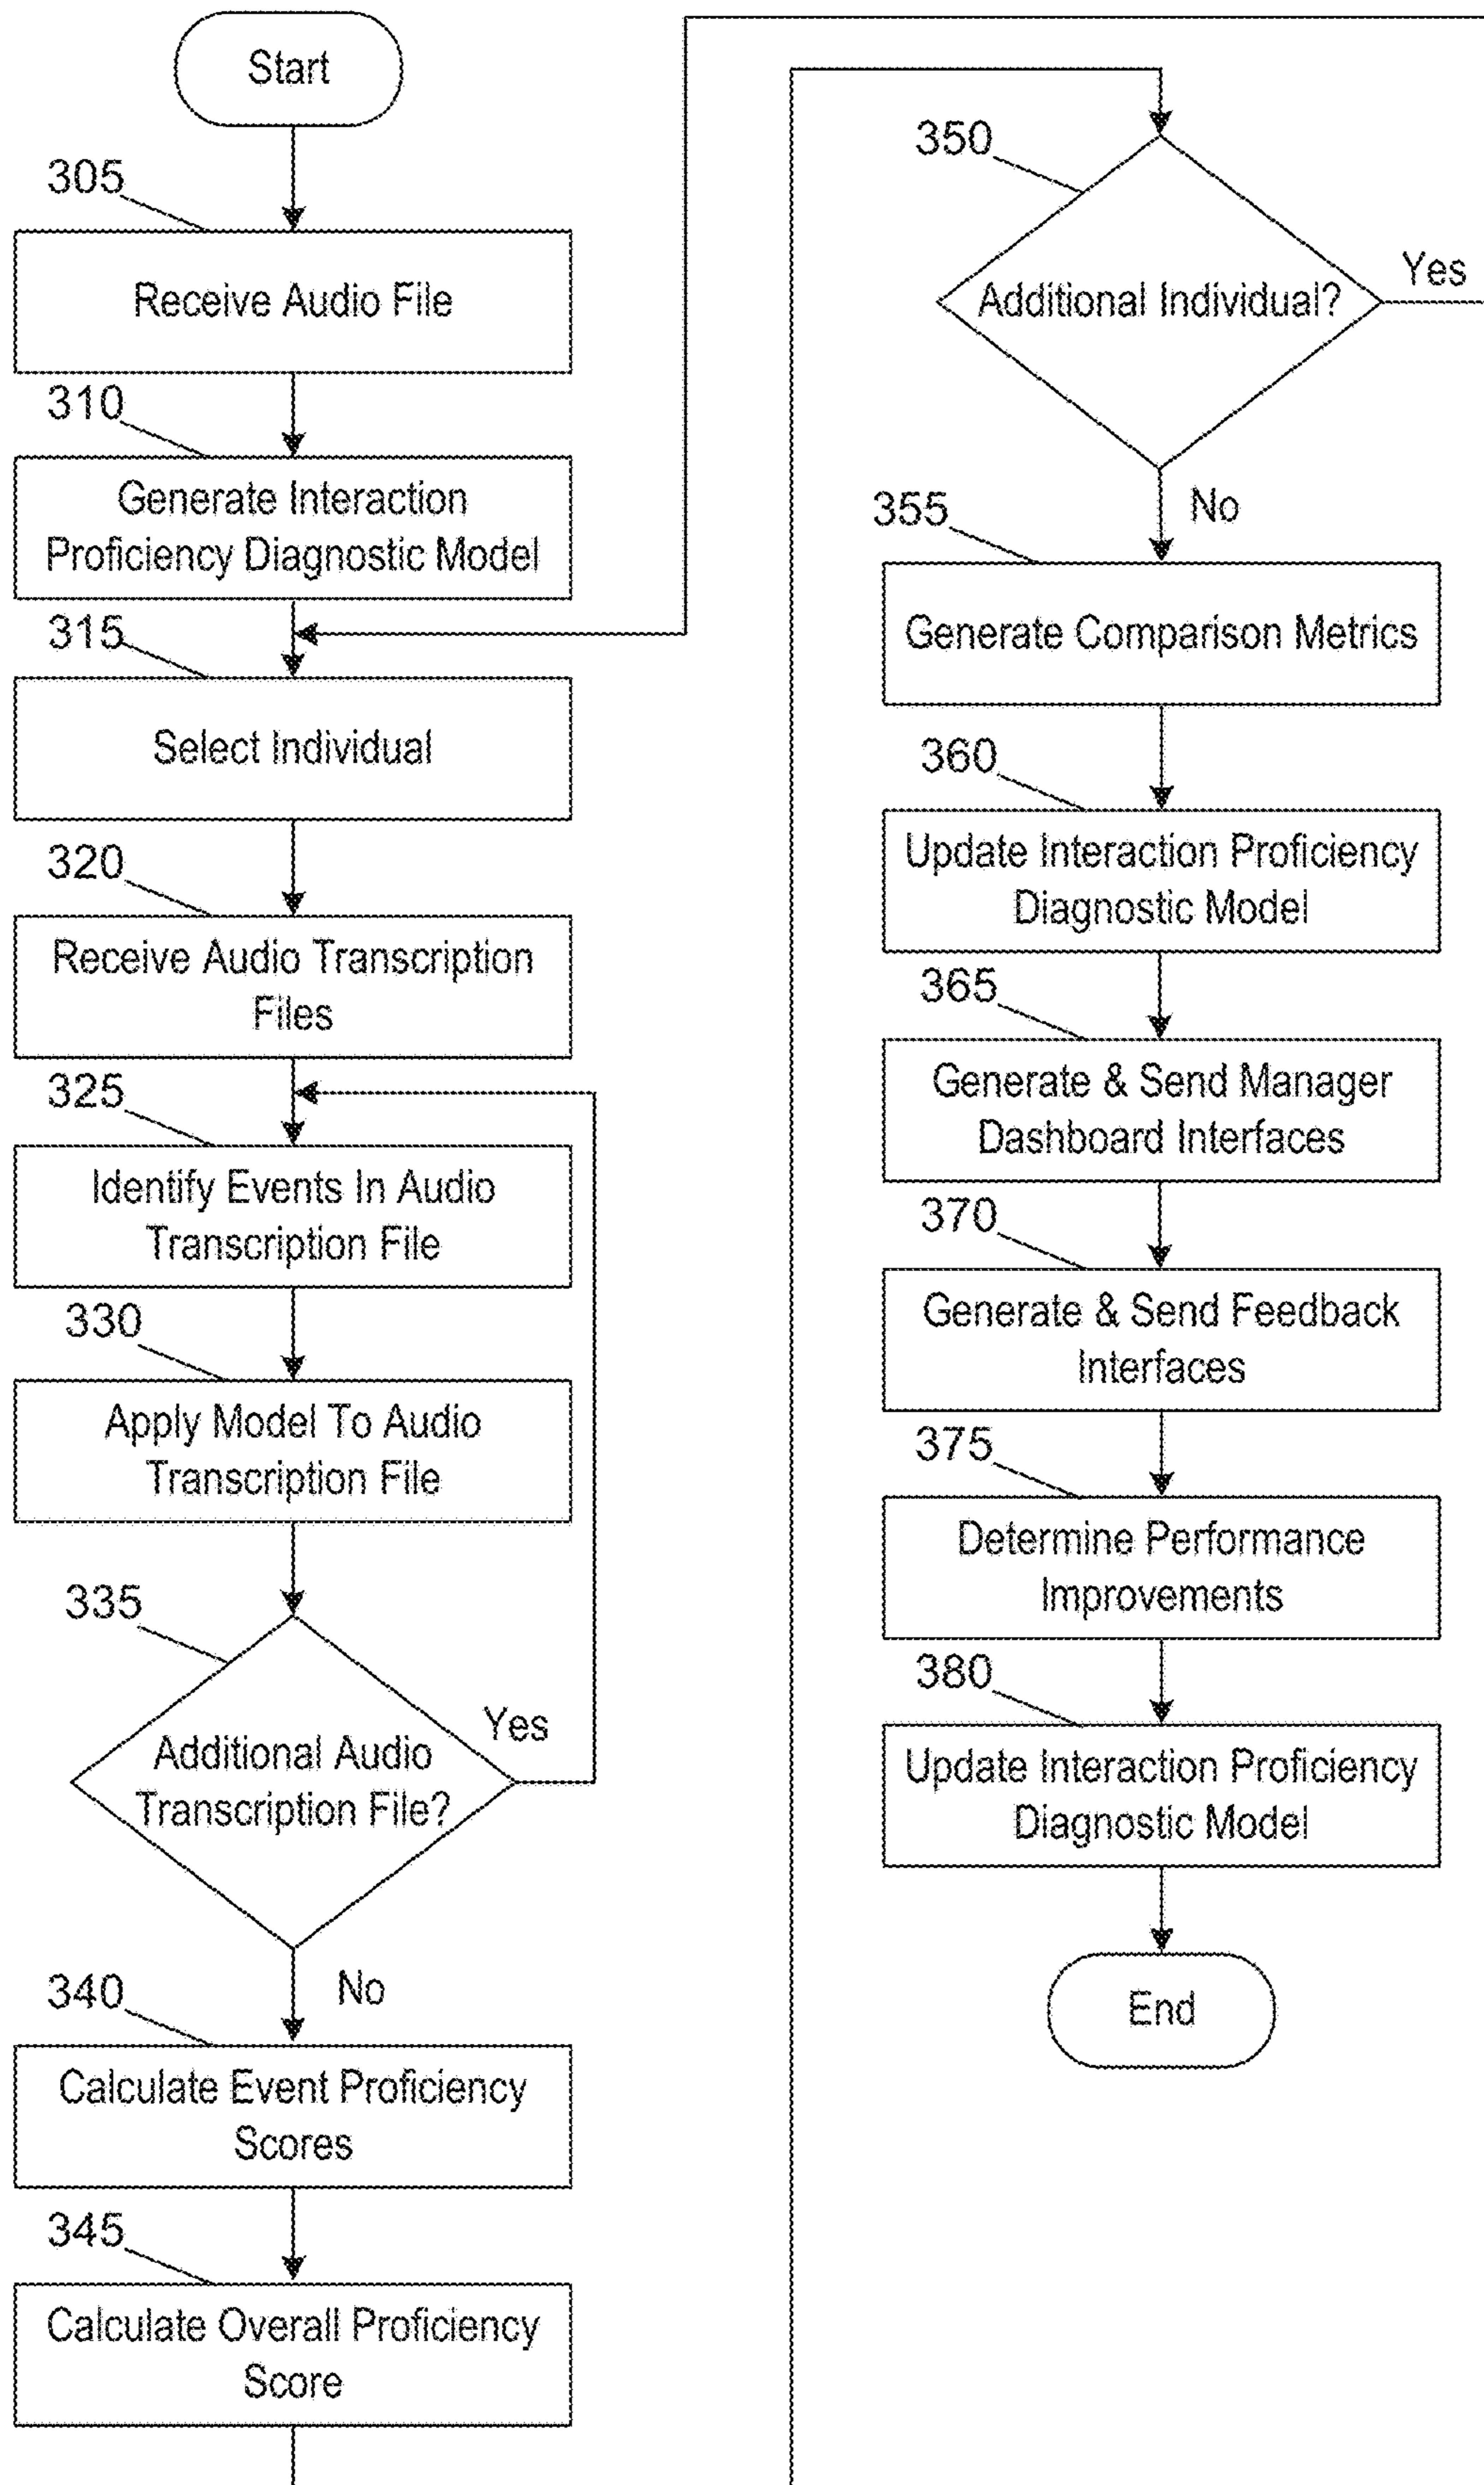 Start
305
Receive Audio File
310
Generate Interaction
Proficiency Diagnostic Model
315
Select Individual
320
Receive Audio Transcription
Files
325
Identify Events In Audio
Transcription File
330
Apply Model To Audio
Transcription File
335
Additional Audio
Transcription File?
Yes
No
340
Calculate Event Proficiency
Scores
345
Calculate Overall Proficiency
Score
350
Additional Individual?
Yes
No
355
Generate Comparison Metrics
360
Update Interaction Proficiency
Diagnostic Model
365
Generate & Send Manager
Dashboard Interfaces
370
Generate & Send Feedback
Interfaces
375
Determine Performance
Improvements
380
Update Interaction Proficiency
Diagnostic Model
End